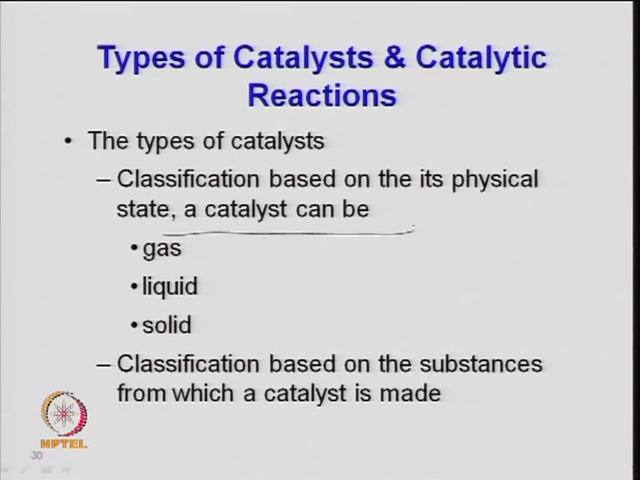 Types of Catalysts & Catalytic
Reactions
• The types of catalysts
– Classification based on the its physical
state, a catalyst can be
• gas
• liquid
• solid
– Classification based on the substances
from which a catalyst is made
NPTEL
30